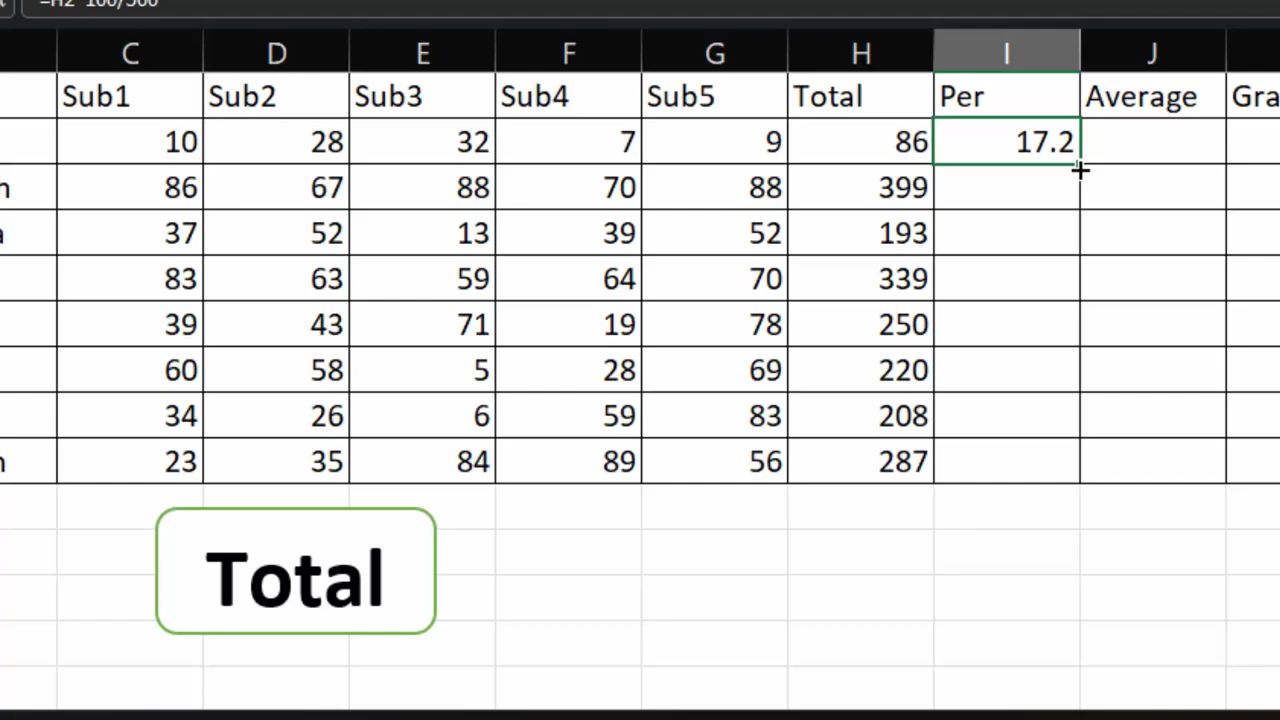 C D E F G H I J
Sub1 Sub2 Sub3 Sub4 Sub5 Total Per Average Gra
10 28 32 7 9 86 17.2
h 86 67 88 70 88 399
a 37 52 13 39 52 193
83 63 59 64 70 339
39 43 71 19 78 250
60 58 5 28 69 220
34 26 6 59 83 208
23 35 84 89 56 287
Total